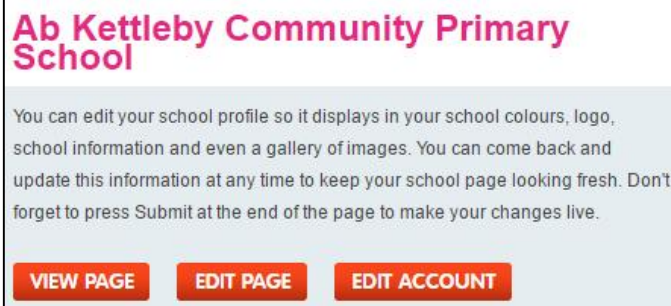 Ab Kettleby Community Primary
School
You can edit your school profile so it displays in your school colours, logo,
school information and even a gallery of images. You can come back and
update this information at any time to keep your school page looking fresh. Don't
forget to press Submit at the end of the page to make your changes live.
VIEW PAGE EDIT PAGE EDIT ACCOUNT